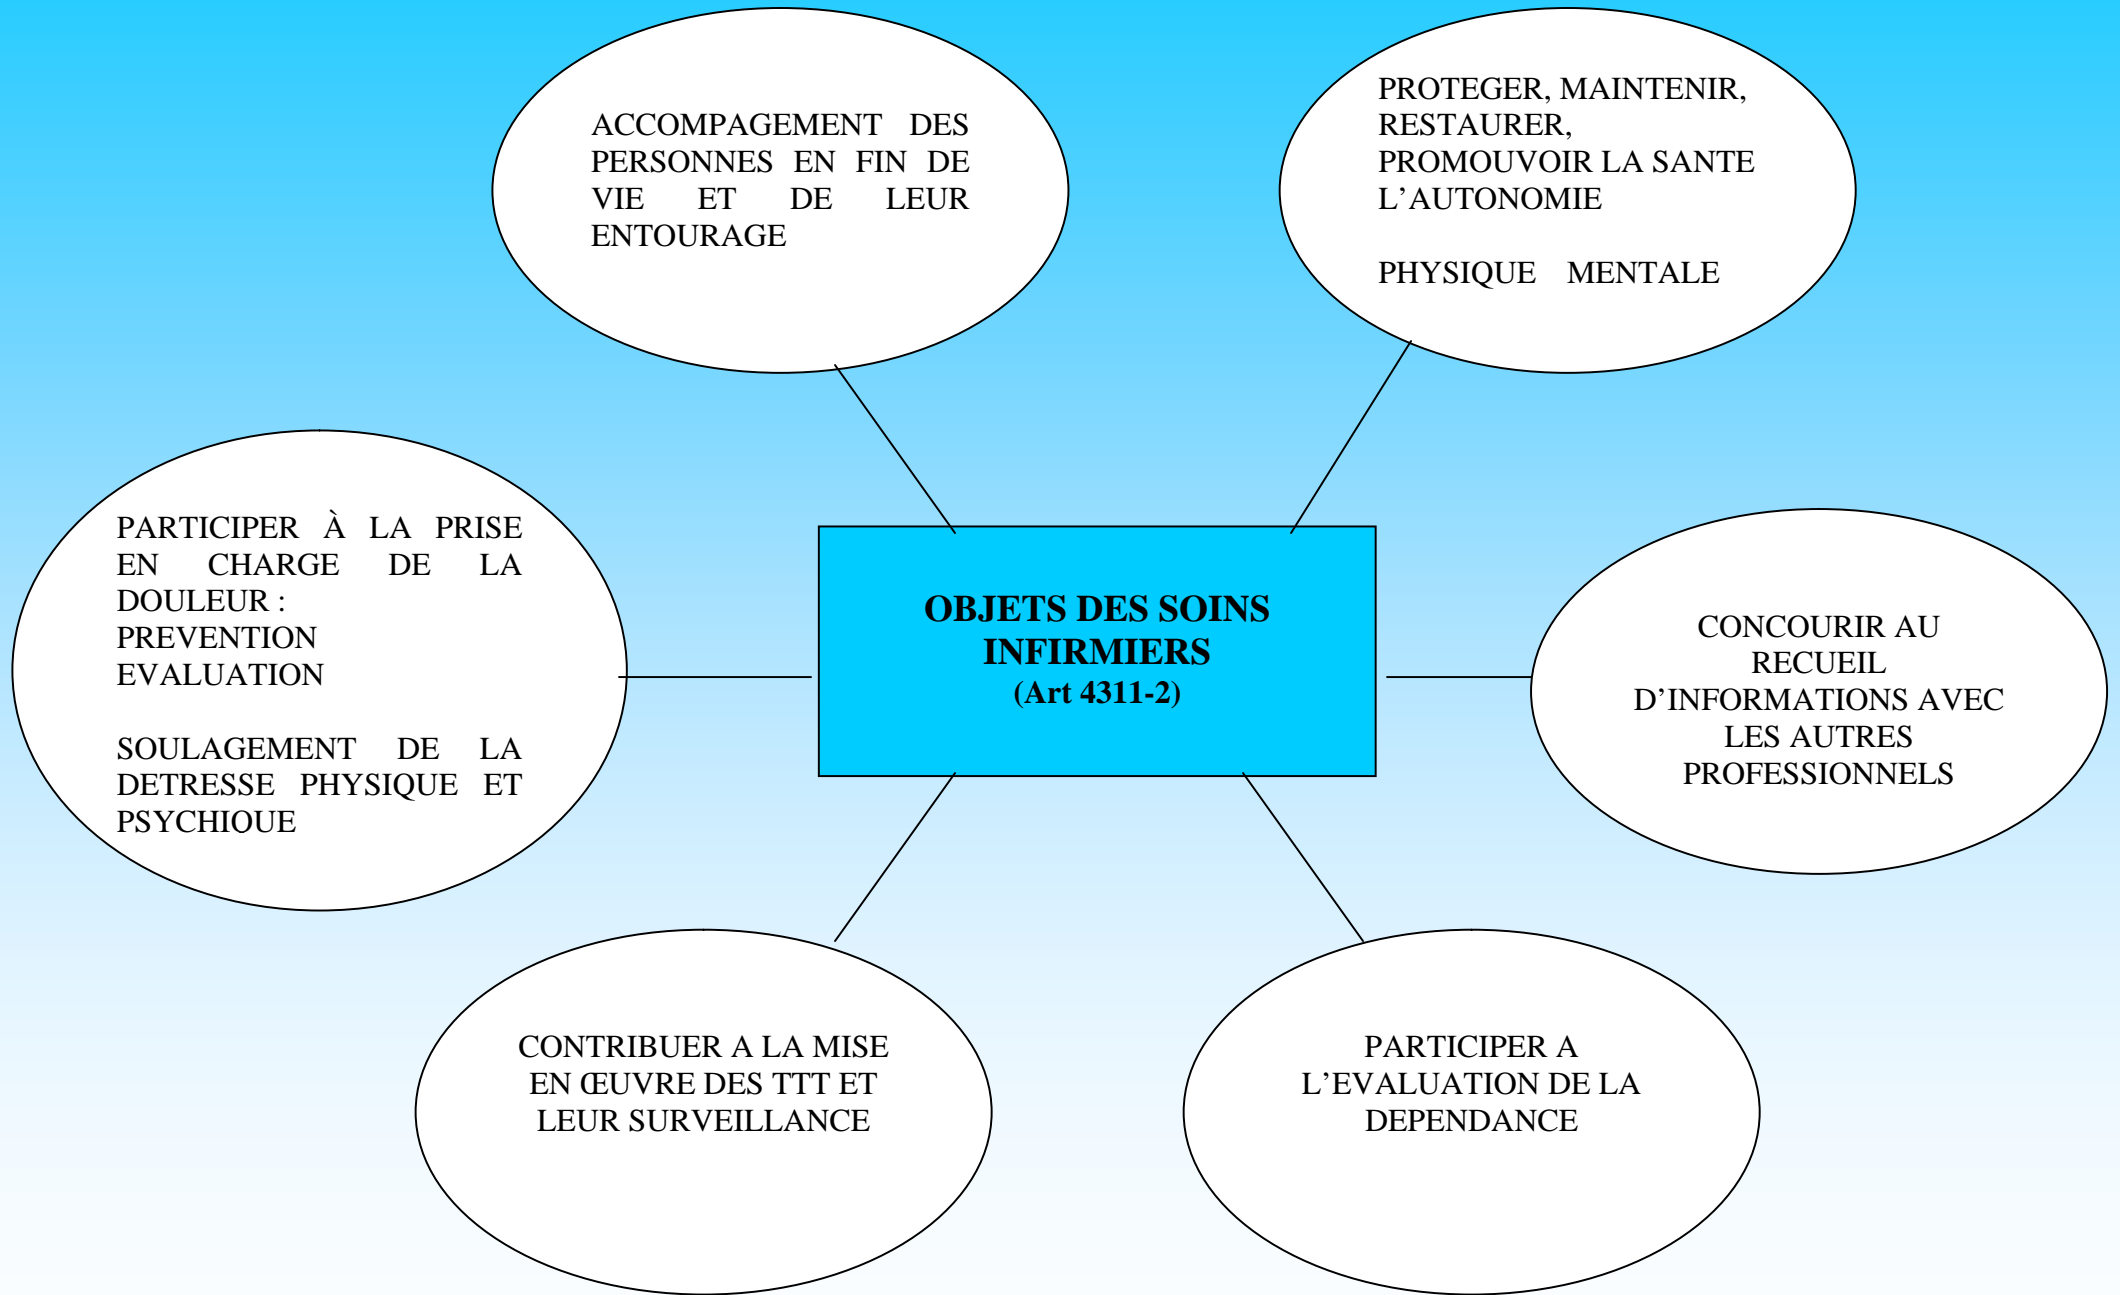 ACCOMPAGEMENT DES
PERSONNES EN FIN DE
VIE ET DE LEUR
ENTOURAGE
PROTEGER, MAINTENIR,
RESTAURER,
PROMOUVOIR LA SANTE
L’AUTONOMIE
PHYSIQUE MENTALE
PARTICIPER À LA PRISE
EN CHARGE DE LA
DOULEUR :
PREVENTION
EVALUATION
SOULAGEMENT DE LA
DETRESSE PHYSIQUE ET
PSYCHIQUE
OBJETS DES SOINS
INFIRMIERS
(Art 4311-2)
CONCOURIR AU
RECUEIL
D’INFORMATIONS AVEC
LES AUTRES
PROFESSIONNELS
CONTRIBUER A LA MISE
EN ŒUVRE DES TTT ET
LEUR SURVEILLANCE
PARTICIPER A
L’EVALUATION DE LA
DEPENDANCE